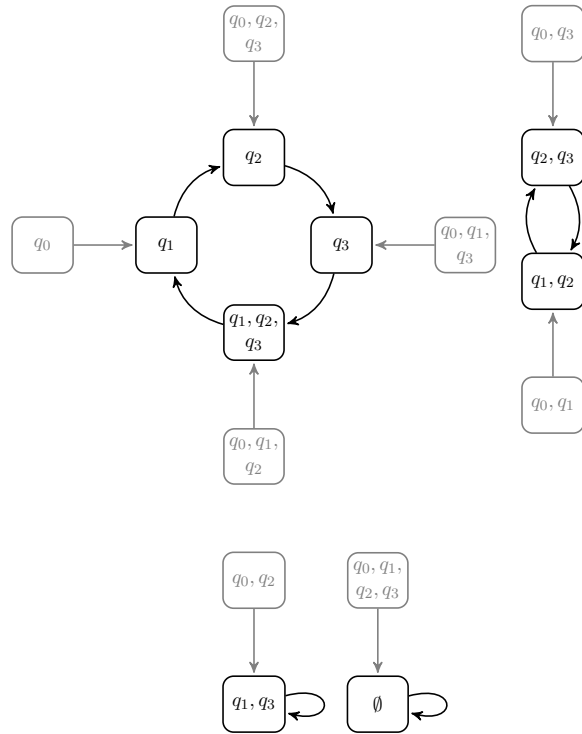 q₀, q₂,
q₃
q₀, q₃
q₂
q₂, q₃
q₀
q₁
q₃
q₀, q₁,
q₃
q₁, q₂
q₁, q₂,
q₃
q₀, q₁
q₀, q₁,
q₂
q₀, q₂
q₀, q₁,
q₂, q₃
q₁, q₃
∅